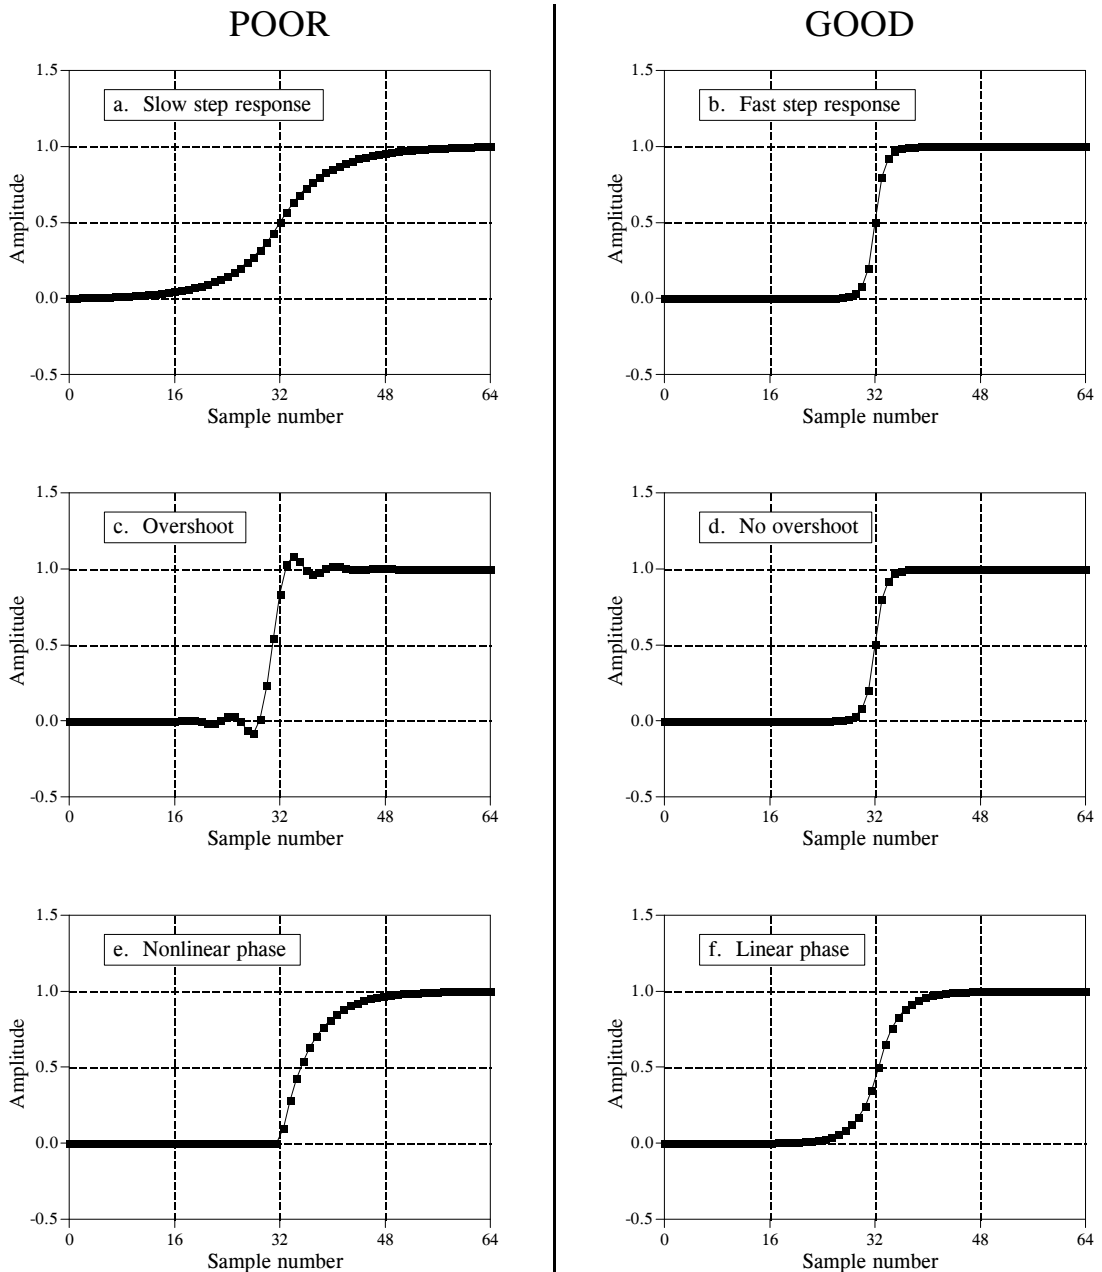 POOR
GOOD
1.5
a. Slow step response
1.0
0.5
0.0
-0.5
0 16 32 48 64
Sample number
Amplitude
1.5
b. Fast step response
1.0
0.5
0.0
-0.5
0 16 32 48 64
Sample number
Amplitude
1.5
c. Overshoot
1.0
0.5
0.0
-0.5
0 16 32 48 64
Sample number
Amplitude
1.5
d. No overshoot
1.0
0.5
0.0
-0.5
0 16 32 48 64
Sample number
Amplitude
1.5
e. Nonlinear phase
1.0
0.5
0.0
-0.5
0 16 32 48 64
Sample number
Amplitude
1.5
f. Linear phase
1.0
0.5
0.0
-0.5
0 16 32 48 64
Sample number
Amplitude